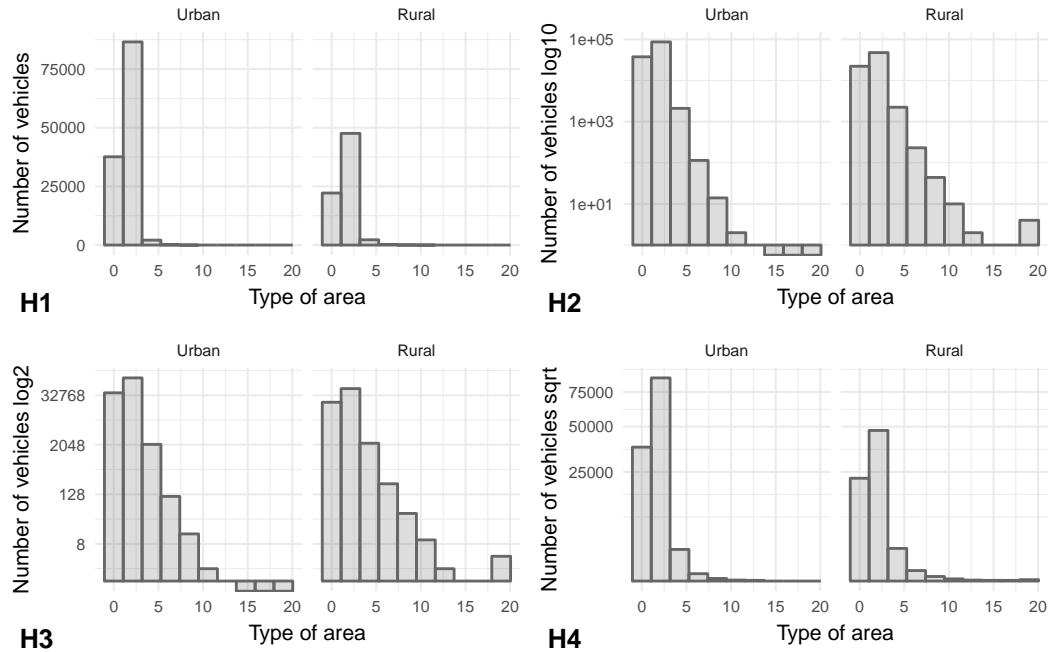 Urban
Rural
Number of vehicles
75000
50000
25000
0
0 5 10 15 20
0 5 10 15 20
Type of area
H1
Urban
Rural
Number of vehicles log10
1e+05
1e+03
1e+01
0 5 10 15 20
0 5 10 15 20
Type of area
H2
Urban
Rural
Number of vehicles log2
32768
2048
128
8
0 5 10 15 20
0 5 10 15 20
Type of area
H3
Urban
Rural
Number of vehicles sqrt
75000
50000
25000
0 5 10 15 20
0 5 10 15 20
Type of area
H4